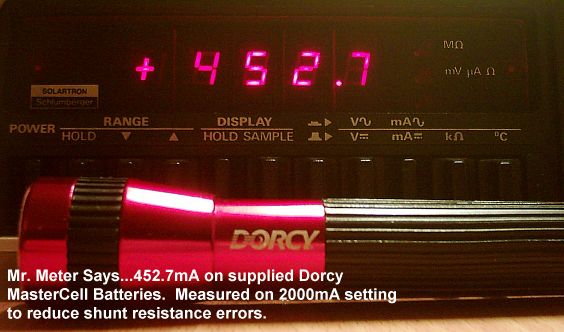 + 452.7
MΩ
mV µA Ω
SOLARTRON
Schlumberger
POWER RANGE DISPLAY V∿ mA∿
HOLD ▼ ▲ HOLD SAMPLE V⎓ mA⎓ kΩ °C
DORCY
Mr. Meter Says...452.7mA on supplied Dorcy
MasterCell Batteries. Measured on 2000mA setting
to reduce shunt resistance errors.